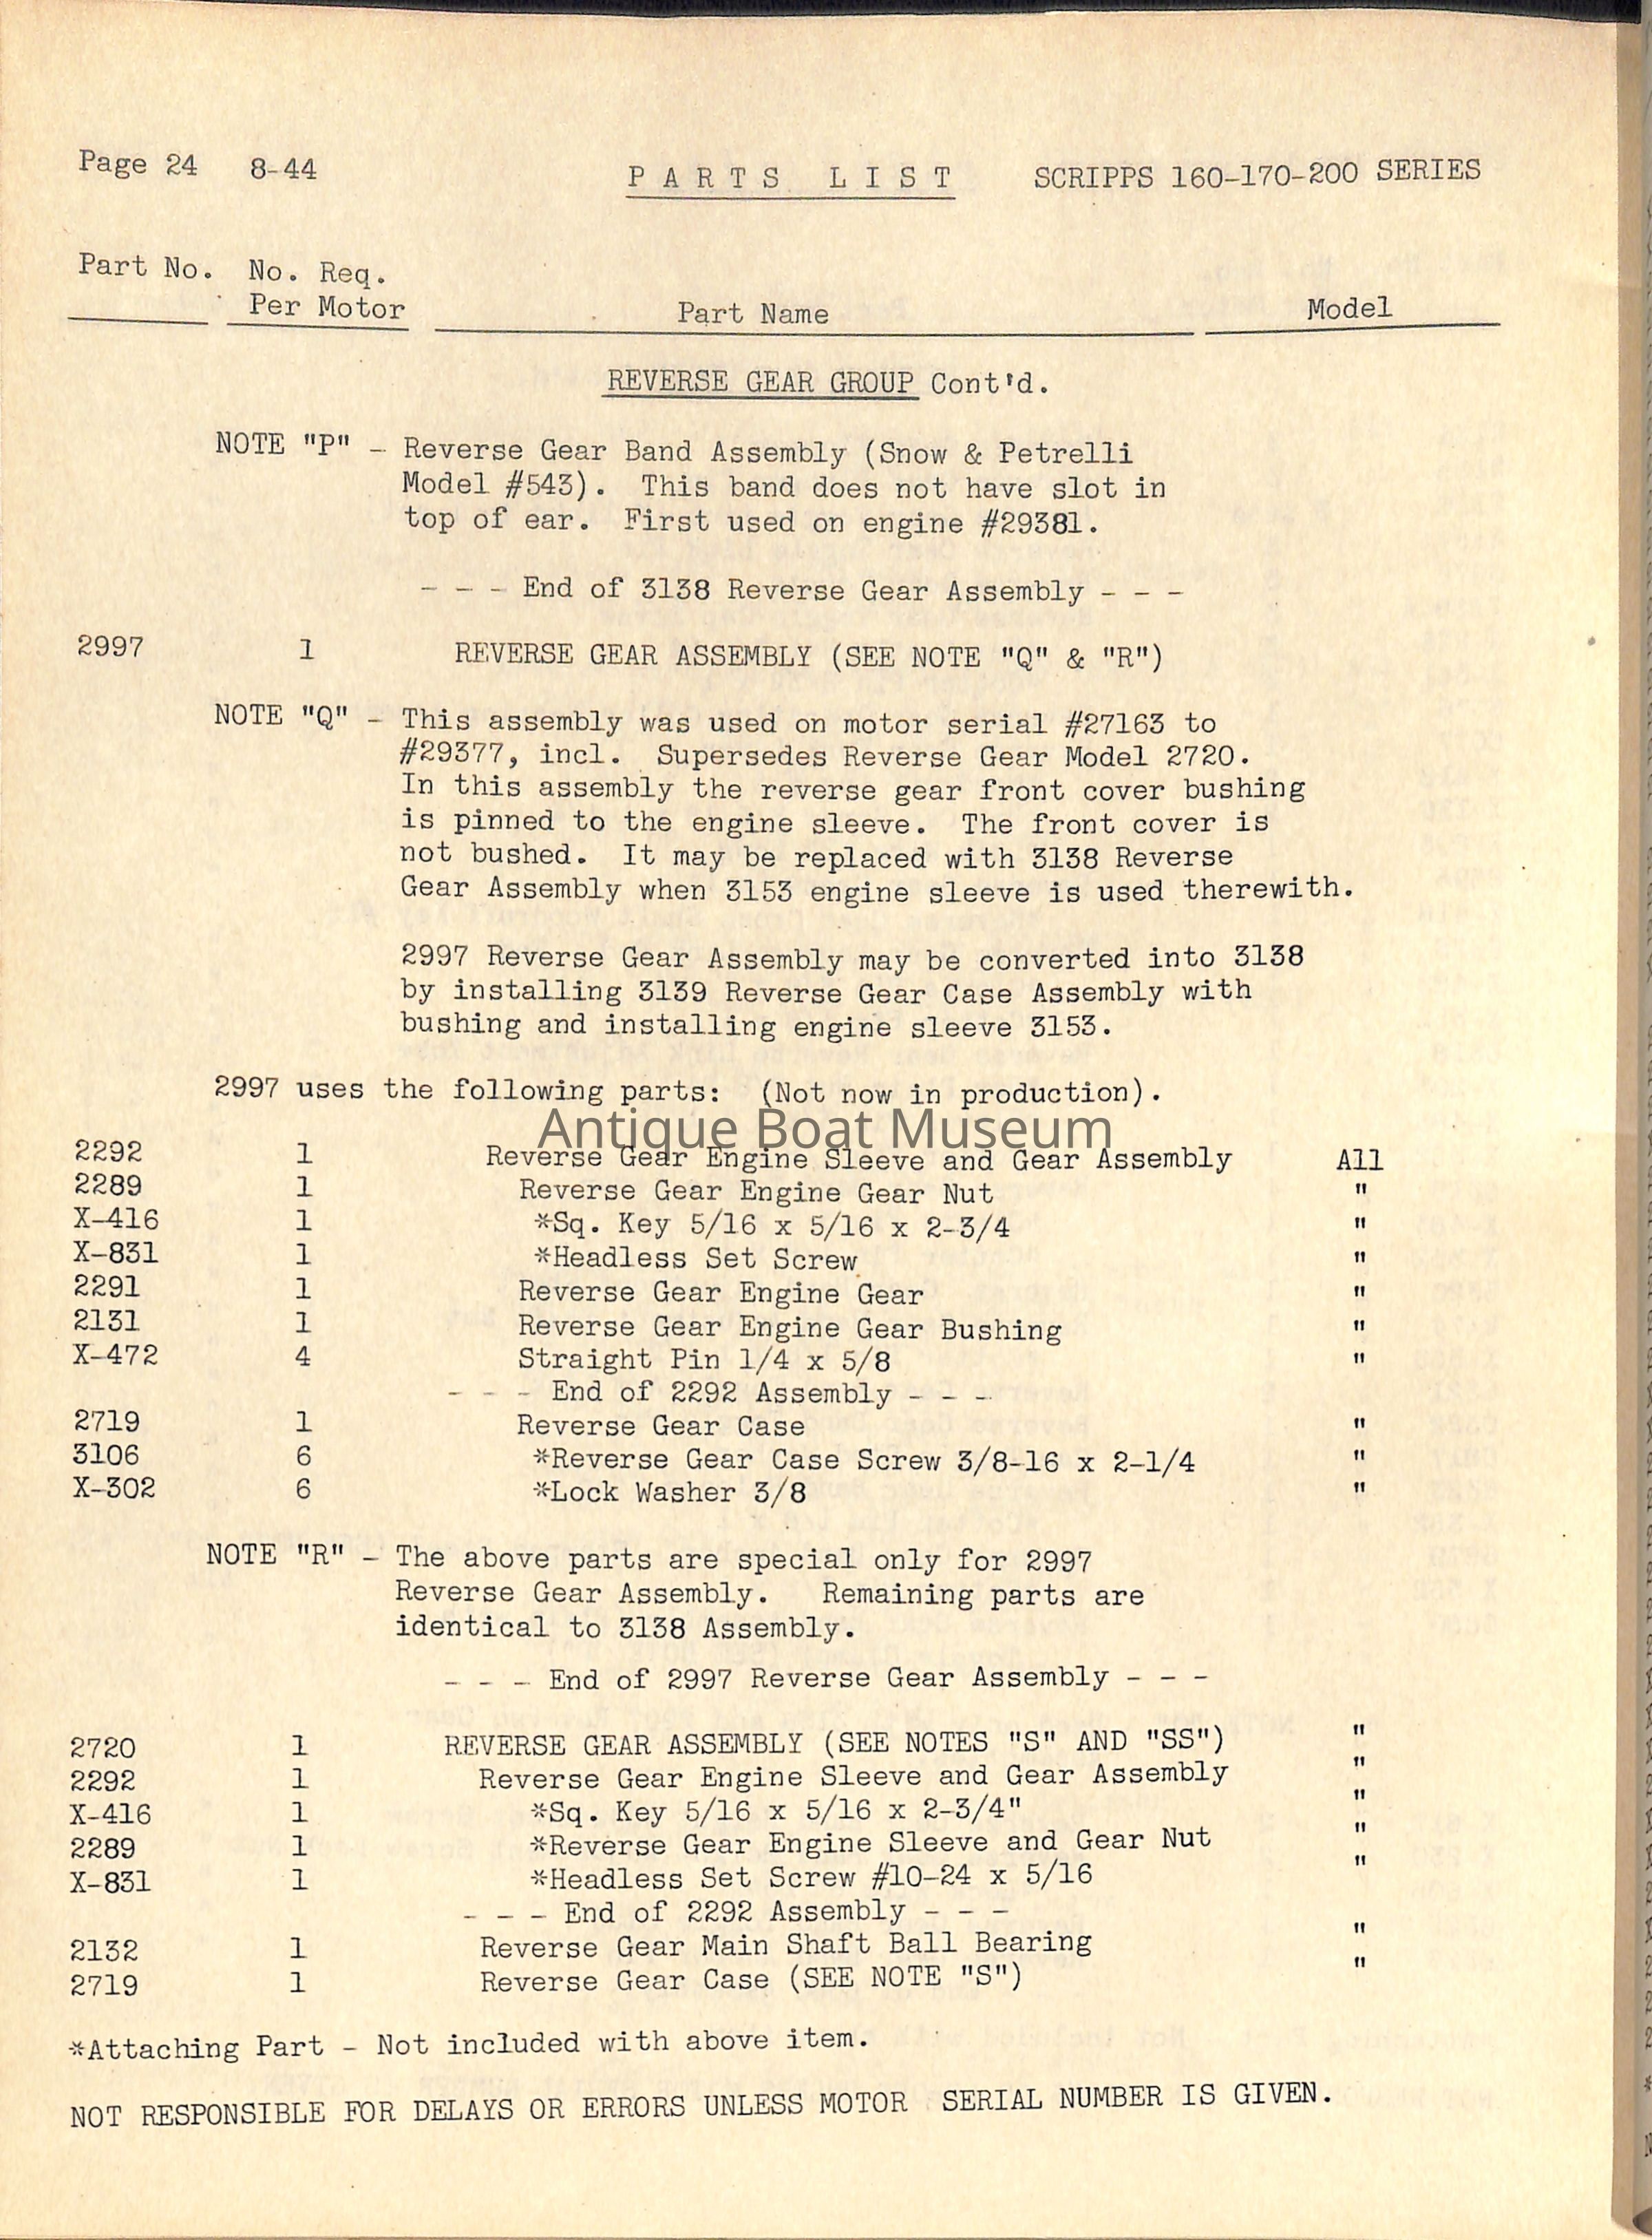 Page 24 8-44 PARTS LIST SCRIPPS 160-170-200 SERIES
Part No. No. Req.
Per Motor Part Name Model
REVERSE GEAR GROUP Cont'd.
NOTE "P" - Reverse Gear Band Assembly (Snow & Petrelli
Model #543). This band does not have slot in
top of ear. First used on engine #29381.
- - - End of 3138 Reverse Gear Assembly - - -
2997 1 REVERSE GEAR ASSEMBLY (SEE NOTE "Q" & "R")
NOTE "Q" - This assembly was used on motor serial #27163 to
#29377, incl. Supersedes Reverse Gear Model 2720.
In this assembly the reverse gear front cover bushing
is pinned to the engine sleeve. The front cover is
not bushed. It may be replaced with 3138 Reverse
Gear Assembly when 3153 engine sleeve is used therewith.
2997 Reverse Gear Assembly may be converted into 3138
by installing 3139 Reverse Gear Case Assembly with
bushing and installing engine sleeve 3153.
2997 uses the following parts: (Not now in production).
Antique Boat Museum
2292 1 Reverse Gear Engine Sleeve and Gear Assembly All
2289 1 Reverse Gear Engine Gear Nut "
X-416 1 *Sq. Key 5/16 x 5/16 x 2-3/4 "
X-831 1 *Headless Set Screw "
2291 1 Reverse Gear Engine Gear "
2131 1 Reverse Gear Engine Gear Bushing "
X-472 4 Straight Pin 1/4 x 5/8 "
- - - End of 2292 Assembly - - -
2719 1 Reverse Gear Case "
3106 6 *Reverse Gear Case Screw 3/8-16 x 2-1/4 "
X-302 6 *Lock Washer 3/8 "
NOTE "R" - The above parts are special only for 2997
Reverse Gear Assembly. Remaining parts are
identical to 3138 Assembly.
- - - End of 2997 Reverse Gear Assembly - - -
2720 1 REVERSE GEAR ASSEMBLY (SEE NOTES "S" AND "SS") "
2292 1 Reverse Gear Engine Sleeve and Gear Assembly "
X-416 1 *Sq. Key 5/16 x 5/16 x 2-3/4" "
2289 1 *Reverse Gear Engine Sleeve and Gear Nut "
X-831 1 *Headless Set Screw #10-24 x 5/16 "
- - - End of 2292 Assembly - - -
2132 1 Reverse Gear Main Shaft Ball Bearing "
2719 1 Reverse Gear Case (SEE NOTE "S") "
*Attaching Part - Not included with above item.
NOT RESPONSIBLE FOR DELAYS OR ERRORS UNLESS MOTOR SERIAL NUMBER IS GIVEN.